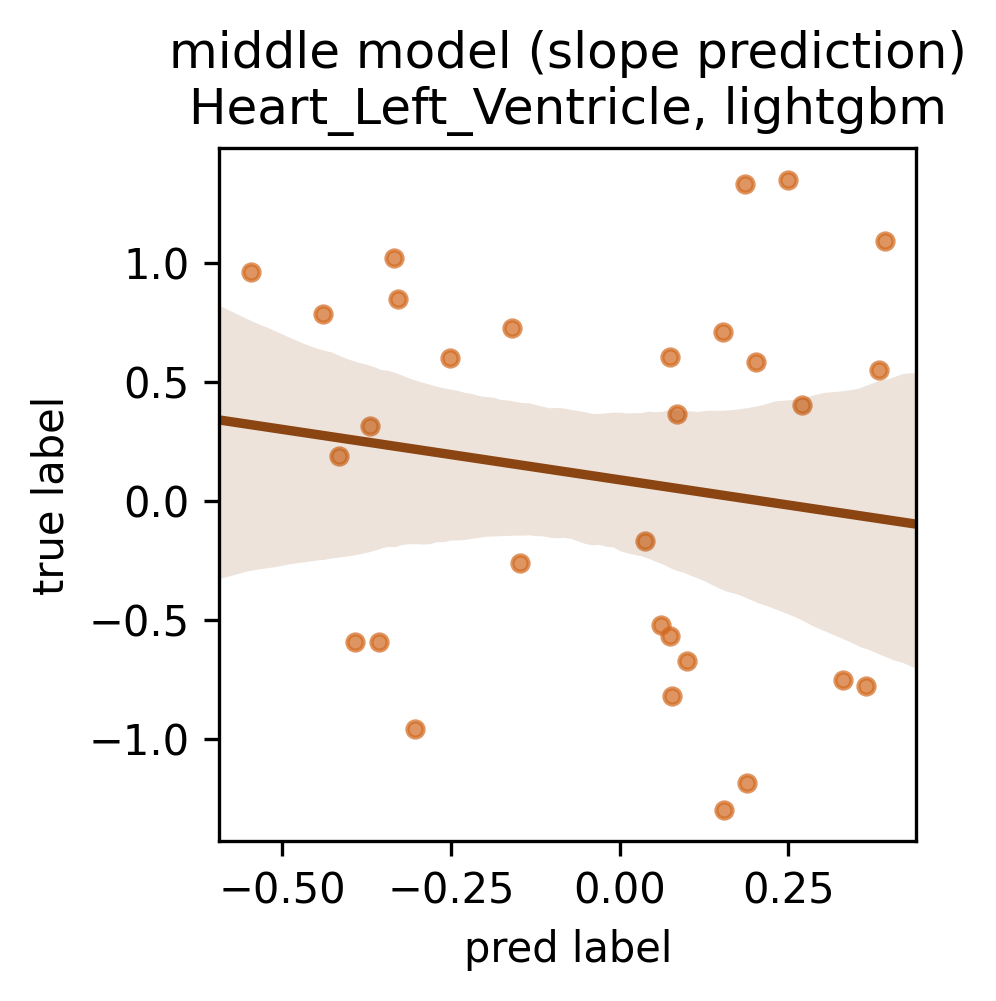 middle model (slope prediction)
Heart_Left_Ventricle, lightgbm
1.0
0.5
0.0
−0.5
−1.0
true label
−0.50 −0.25 0.00 0.25
pred label